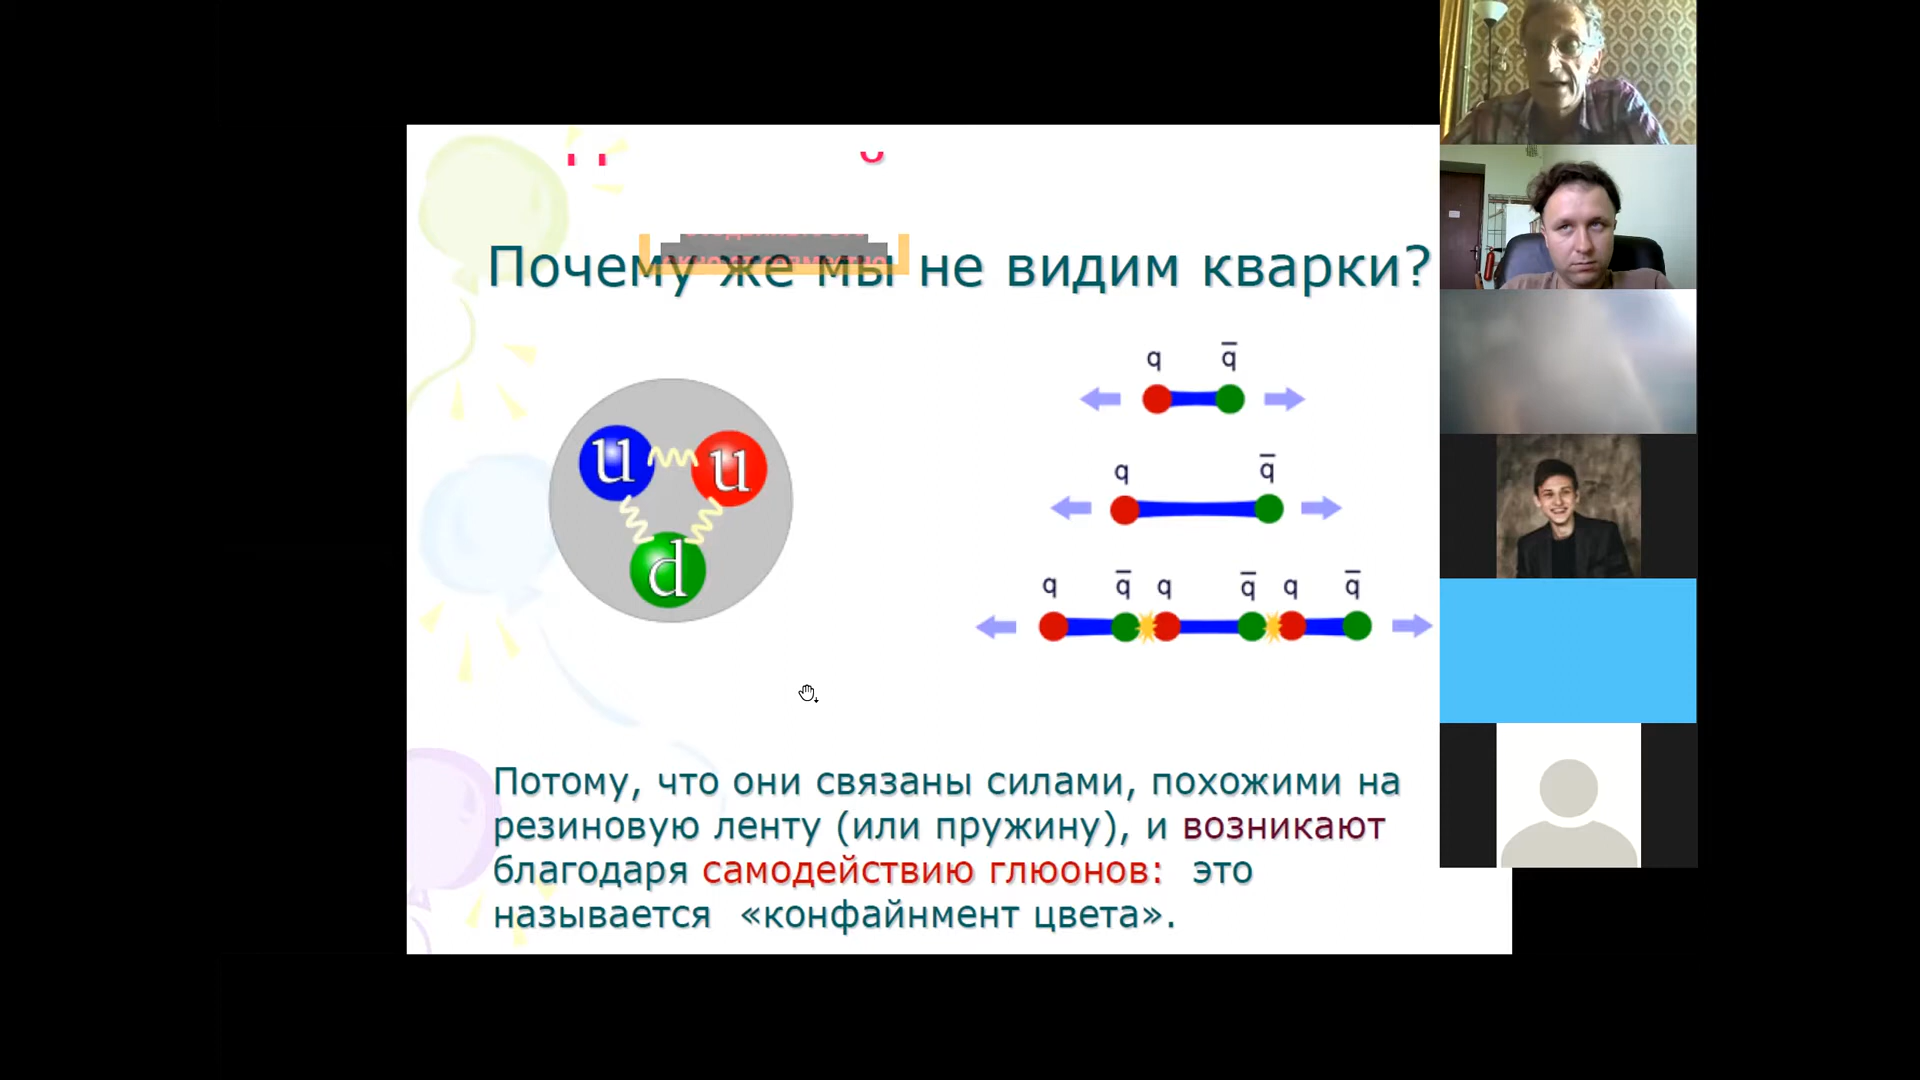 Почему же мы не видим кварки?
q q̅
u u
d
q q̅
q q̅ q q̅ q q̅
Потому, что они связаны силами, похожими на
резиновую ленту (или пружину), и возникают
благодаря самодействию глюонов: это
называется «конфайнмент цвета».